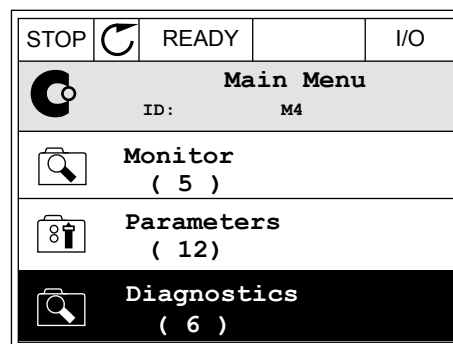 STOP READY I/O
Main Menu
ID: M4
Monitor
( 5 )
Parameters
( 12)
Diagnostics
( 6 )